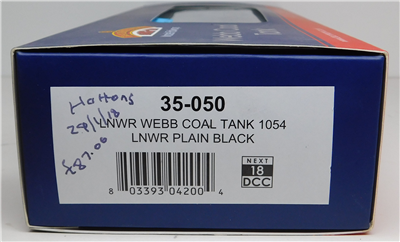 35-050
LNWR WEBB COAL TANK 1054
LNWR PLAIN BLACK
Hattons
29/1/18
£87.00
NEXT
18
DCC
8 03393 04200 4